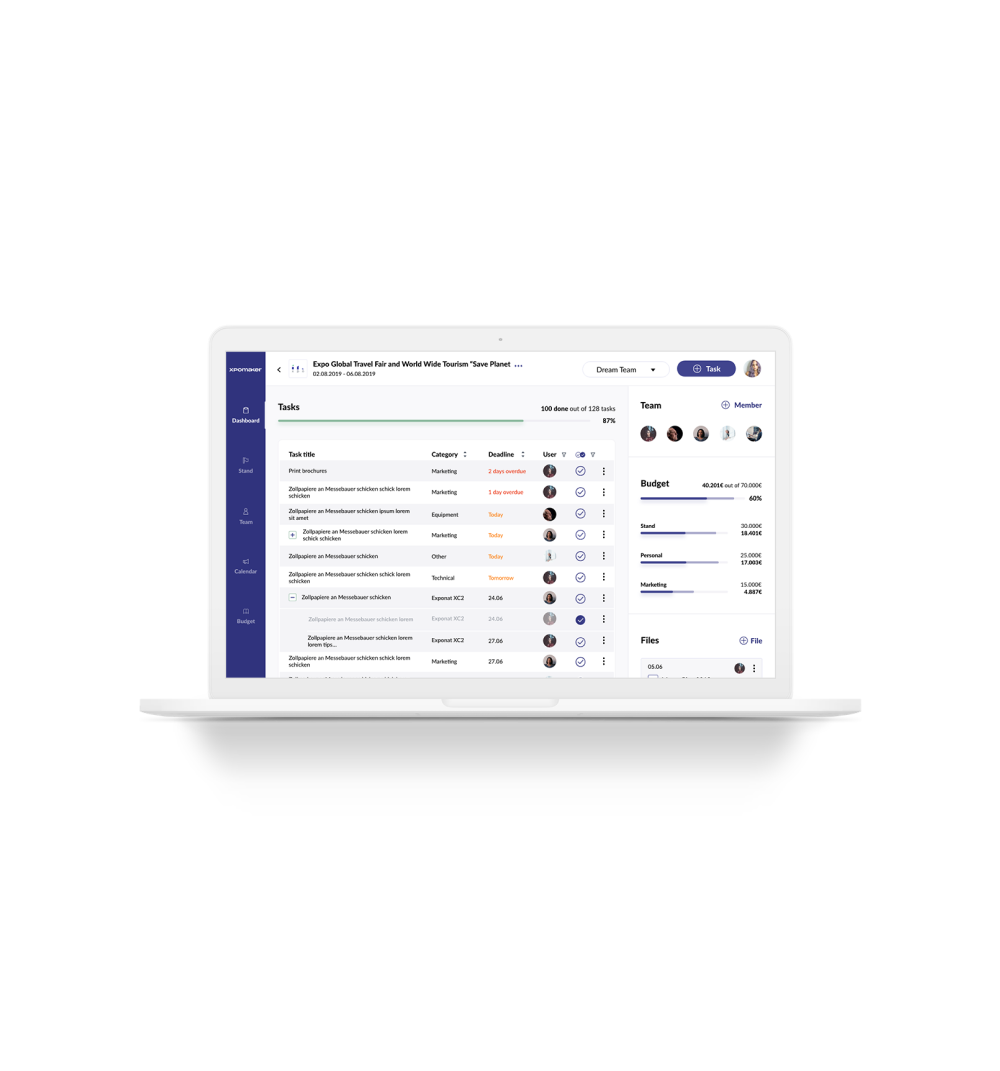 xpomaker
Expo Global Travel Fair and World Wide Tourism "Save Planet ...
02.08.2019 - 06.08.2019
Dream Team
Task
Dashboard
Stand
Team
Calendar
Budget
Tasks
100 done out of 128 tasks
87%
Task title Category Deadline User
Print brochures Marketing 2 days overdue
Zollpapiere an Messebauer schicken schick lorem
schicken
Marketing 1 day overdue
Zollpapiere an Messebauer schicken ipsum lorem
sit amet
Equipment Today
Zollpapiere an Messebauer schicken lorem
schick schicken
Marketing Today
Zollpapiere an Messebauer schicken Other Today
Zollpapiere an Messebauer schicken schick lorem
schicken
Technical Tomorrow
Zollpapiere an Messebauer schicken Exponat XC2 24.06
Zollpapiere an Messebauer schicken lorem Exponat XC2 24.06
Zollpapiere an Messebauer schicken lorem
lorem tips...
Exponat XC2 27.06
Zollpapiere an Messebauer schicken schick lorem
schicken
Marketing 27.06
Team
Member
Budget
40.201€ out of 70.000€
60%
Stand 30.000€
18.401€
Personal 25.000€
17.003€
Marketing 15.000€
4.887€
Files
File
05.06